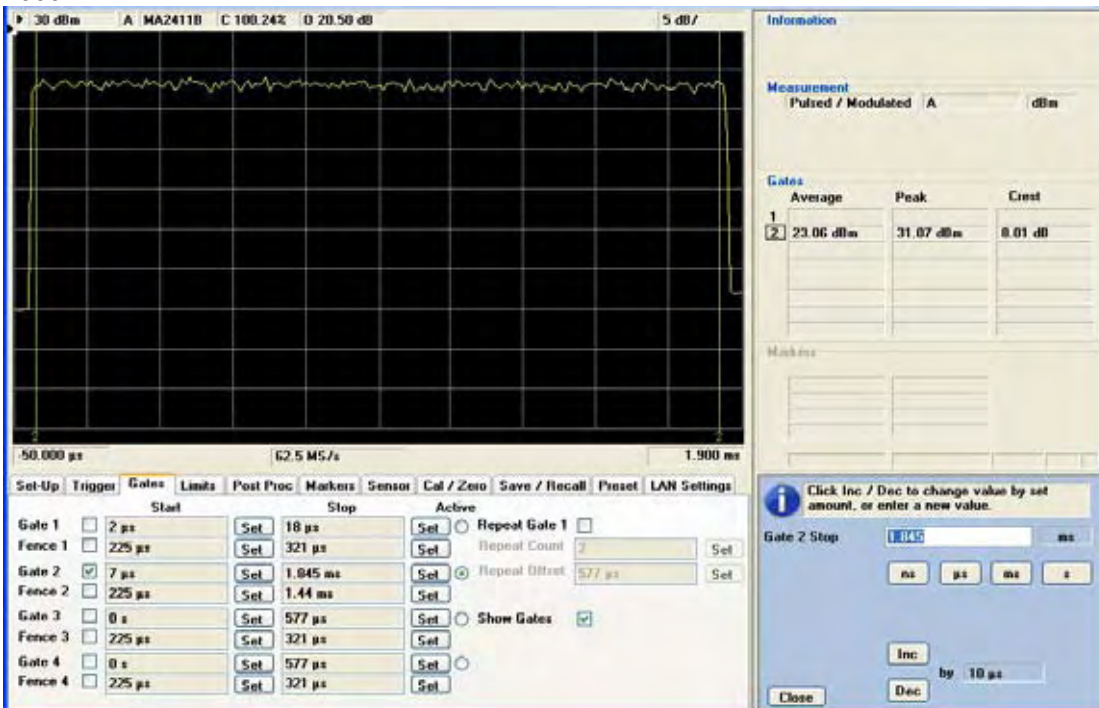 30 dBm A MA2411B C 100.24% O 20.50 dB 5 dB/
2 2
-50.000 µs 62.5 MS/s 1.900 ms
Information
Measurement
Pulsed / Modulated A dBm
Gates
Average Peak Crest
1
2 23.06 dBm 31.07 dBm 8.01 dB
Markers
Set-Up Trigger Gates Limits Post Proc Markers Sensor Cal / Zero Save / Recall Preset LAN Settings
Start Stop Active
Gate 1 2 µs Set 18 µs Set Repeat Gate 1
Fence 1 225 µs Set 321 µs Set Repeat Count 2 Set
Gate 2 7 µs Set 1.845 ms Set Repeat Offset 577 µs Set
Fence 2 225 µs Set 1.44 ms Set
Gate 3 0 s Set 577 µs Set Show Gates
Fence 3 225 µs Set 321 µs Set
Gate 4 0 s Set 577 µs Set
Fence 4 225 µs Set 321 µs Set
Click Inc / Dec to change value by set
amount, or enter a new value.
Gate 2 Stop 1.845 ms
ns µs ms s
Inc
by 10 µs
Close Dec